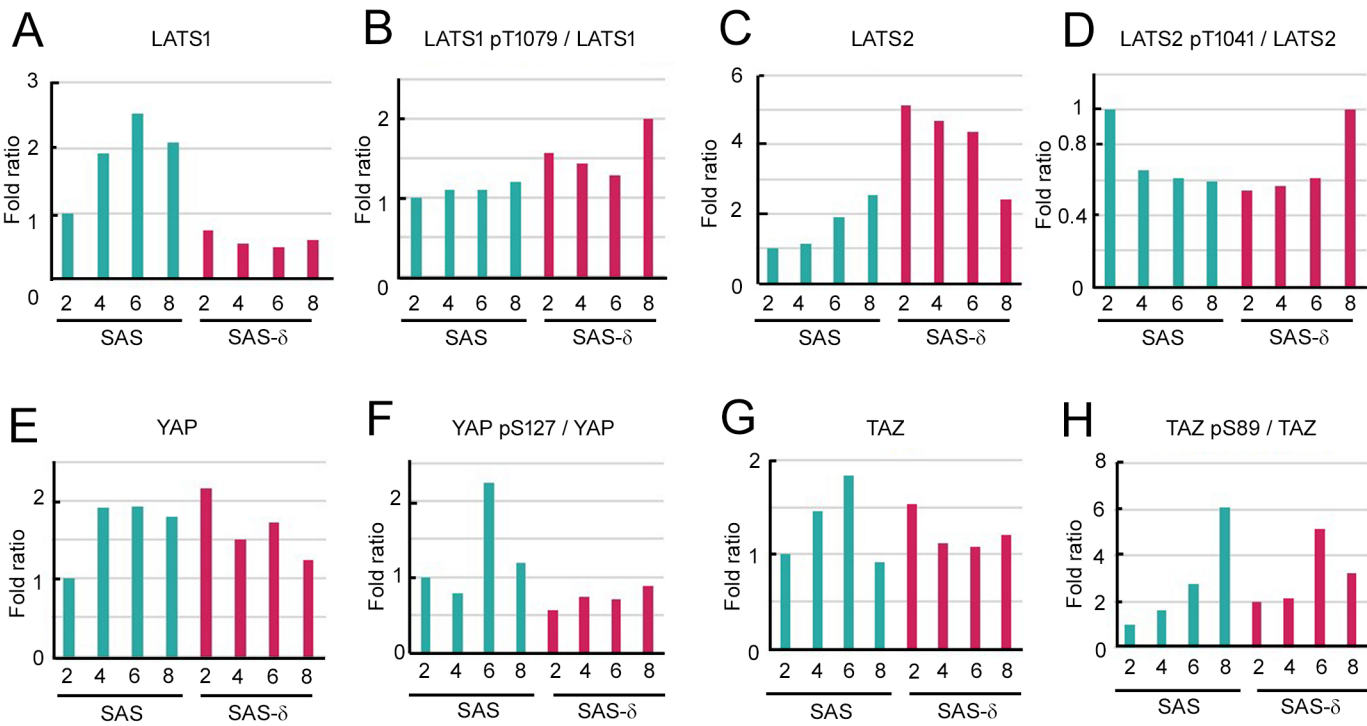 A
LATS1
Fold ratio
3
2
1
0
2 4 6 8 2 4 6 8
SAS SAS-δ
B
LATS1 pT1079 / LATS1
Fold ratio
2
1
0
2 4 6 8 2 4 6 8
SAS SAS-δ
C
LATS2
Fold ratio
6
4
2
0
2 4 6 8 2 4 6 8
SAS SAS-δ
D
LATS2 pT1041 / LATS2
Fold ratio
1
0.8
0.4
0
2 4 6 8 2 4 6 8
SAS SAS-δ
E
YAP
Fold ratio
2
1
0
2 4 6 8 2 4 6 8
SAS SAS-δ
F
YAP pS127 / YAP
Fold ratio
2
1
0
2 4 6 8 2 4 6 8
SAS SAS-δ
G
TAZ
Fold ratio
2
1
0
2 4 6 8 2 4 6 8
SAS SAS-δ
H
TAZ pS89 / TAZ
Fold ratio
8
6
4
2
0
2 4 6 8 2 4 6 8
SAS SAS-δ